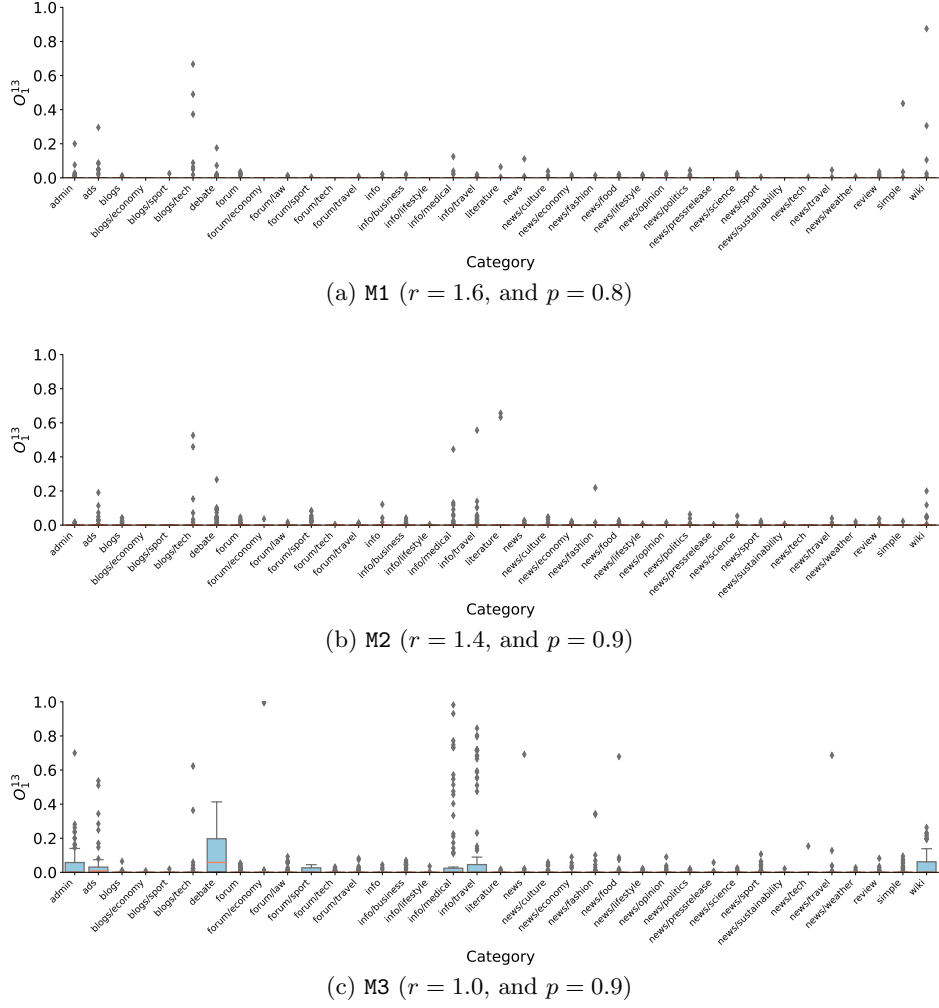 1.0
0.8
0.6
0.4
0.2
0.0
O₁¹³
admin
ads
blogs
blogs/economy
blogs/sport
blogs/tech
debate
forum
forum/economy
forum/law
forum/sport
forum/tech
forum/travel
info
info/business
info/lifestyle
info/medical
info/travel
literature
news
news/culture
news/economy
news/fashion
news/food
news/lifestyle
news/opinion
news/politics
news/pressrelease
news/science
news/sport
news/sustainability
news/tech
news/travel
news/weather
review
simple
wiki
Category
(a) M1 (r = 1.6, and p = 0.8)
1.0
0.8
0.6
0.4
0.2
0.0
O₁¹³
admin
ads
blogs
blogs/economy
blogs/sport
blogs/tech
debate
forum
forum/economy
forum/law
forum/sport
forum/tech
forum/travel
info
info/business
info/lifestyle
info/medical
info/travel
literature
news
news/culture
news/economy
news/fashion
news/food
news/lifestyle
news/opinion
news/politics
news/pressrelease
news/science
news/sport
news/sustainability
news/tech
news/travel
news/weather
review
simple
wiki
Category
(b) M2 (r = 1.4, and p = 0.9)
1.0
0.8
0.6
0.4
0.2
0.0
O₁¹³
admin
ads
blogs
blogs/economy
blogs/sport
blogs/tech
debate
forum
forum/economy
forum/law
forum/sport
forum/tech
forum/travel
info
info/business
info/lifestyle
info/medical
info/travel
literature
news
news/culture
news/economy
news/fashion
news/food
news/lifestyle
news/opinion
news/politics
news/pressrelease
news/science
news/sport
news/sustainability
news/tech
news/travel
news/weather
review
simple
wiki
Category
(c) M3 (r = 1.0, and p = 0.9)